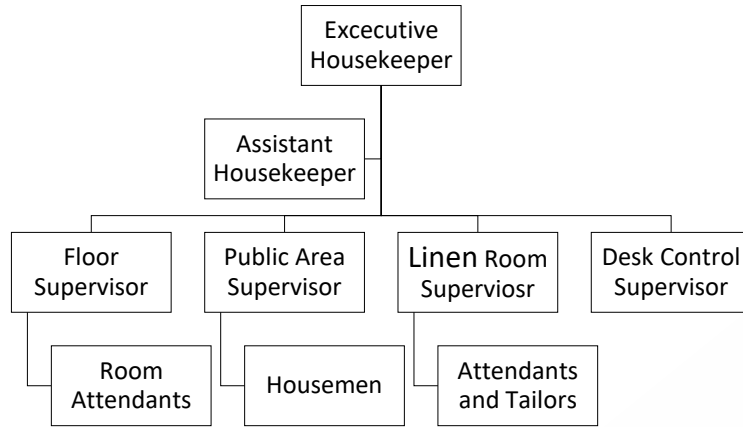 Excecutive
Housekeeper
Assistant
Housekeeper
Floor
Supervisor
Public Area
Supervisor
Linen Room
Superviosr
Desk Control
Supervisor
Room
Attendants
Housemen
Attendants
and Tailors